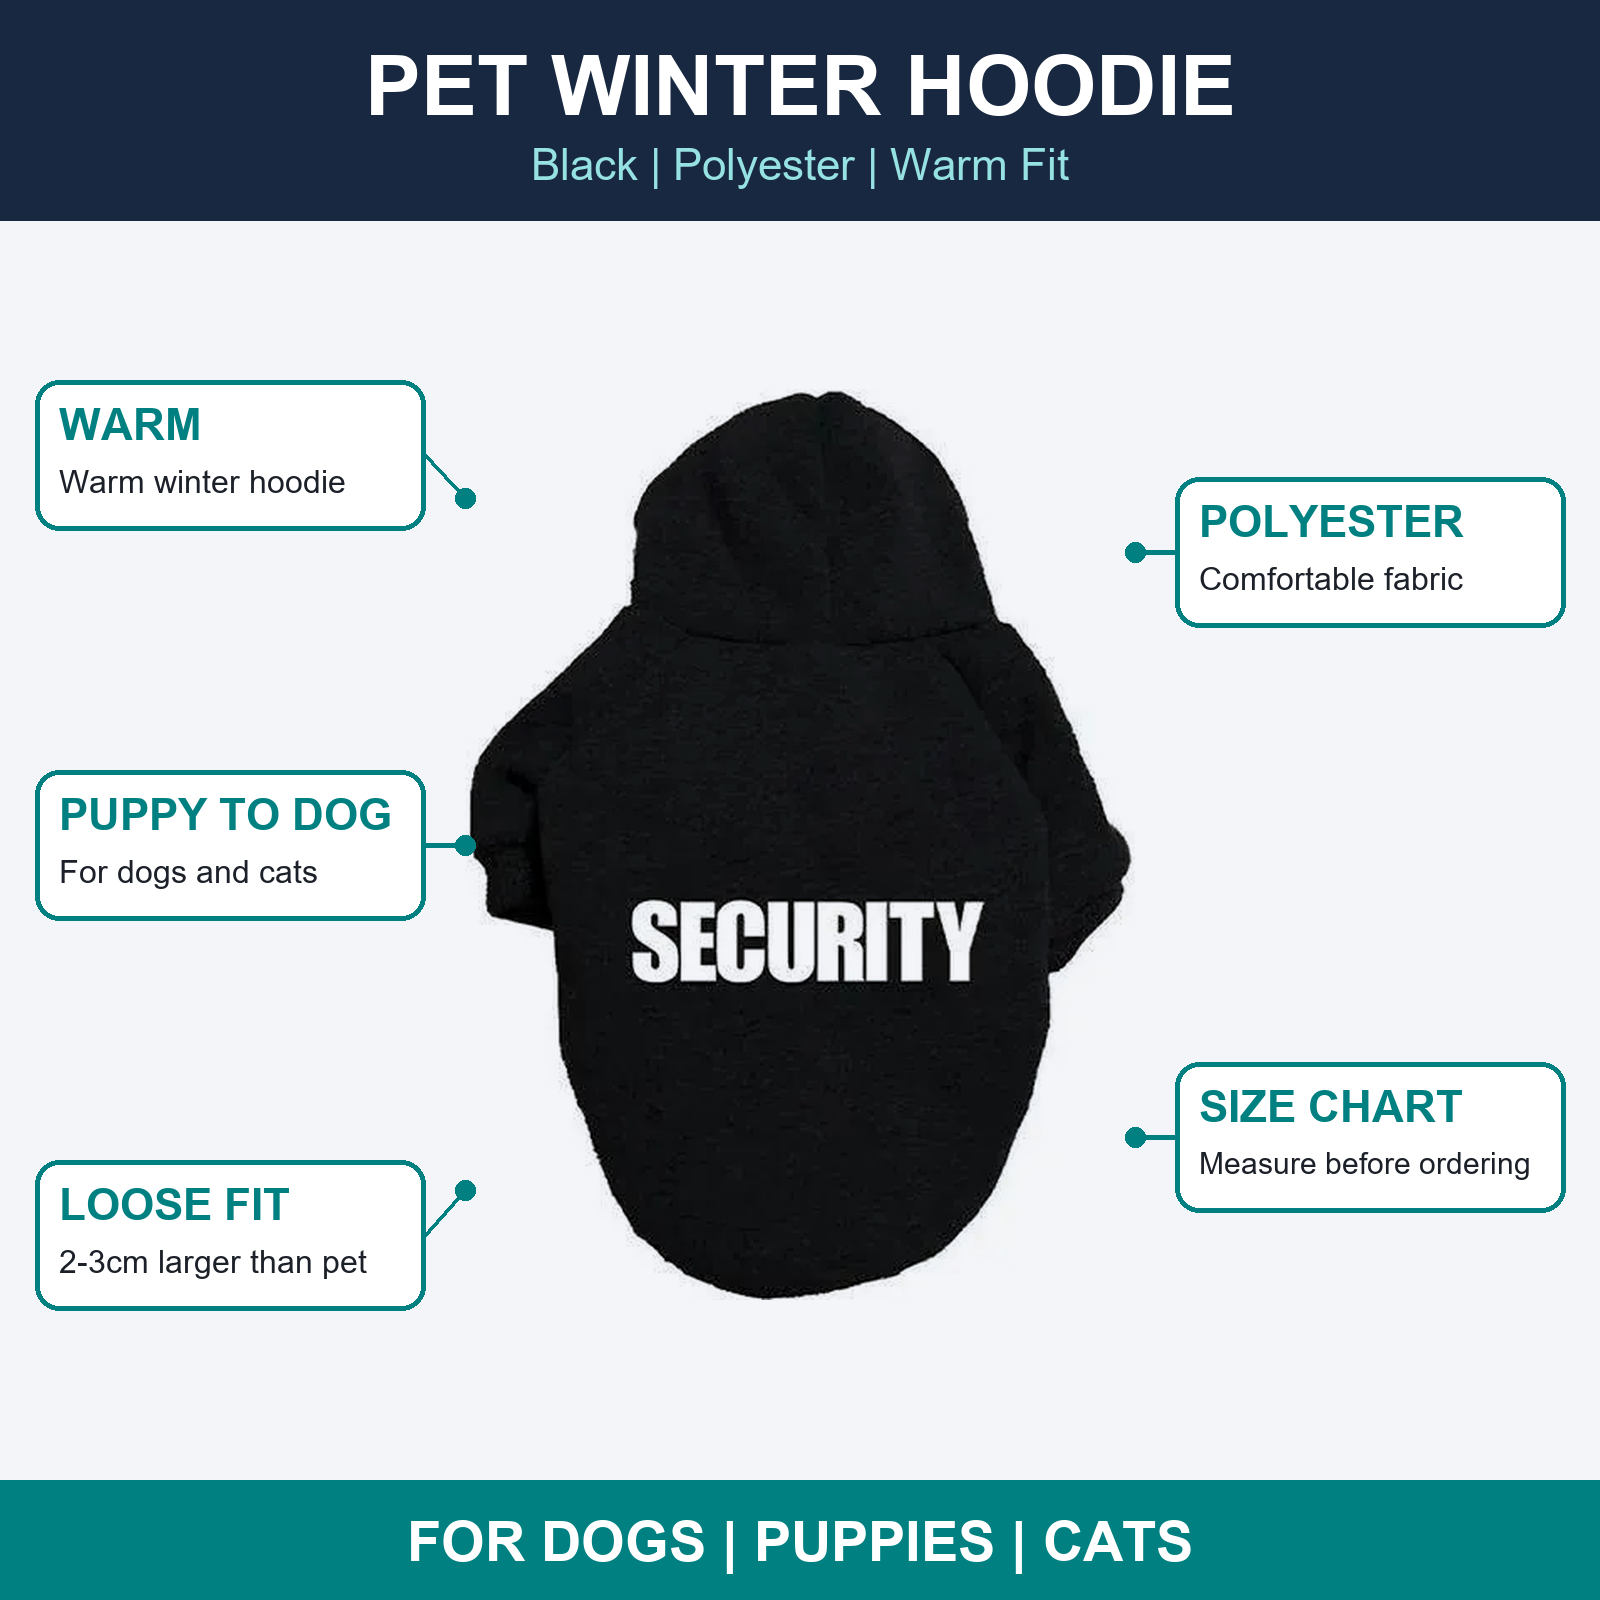 PET WINTER HOODIE
Black | Polyester | Warm Fit
WARM
Warm winter hoodie
POLYESTER
Comfortable fabric
PUPPY TO DOG
For dogs and cats
SECURITY
SIZE CHART
Measure before ordering
LOOSE FIT
2-3cm larger than pet
FOR DOGS | PUPPIES | CATS